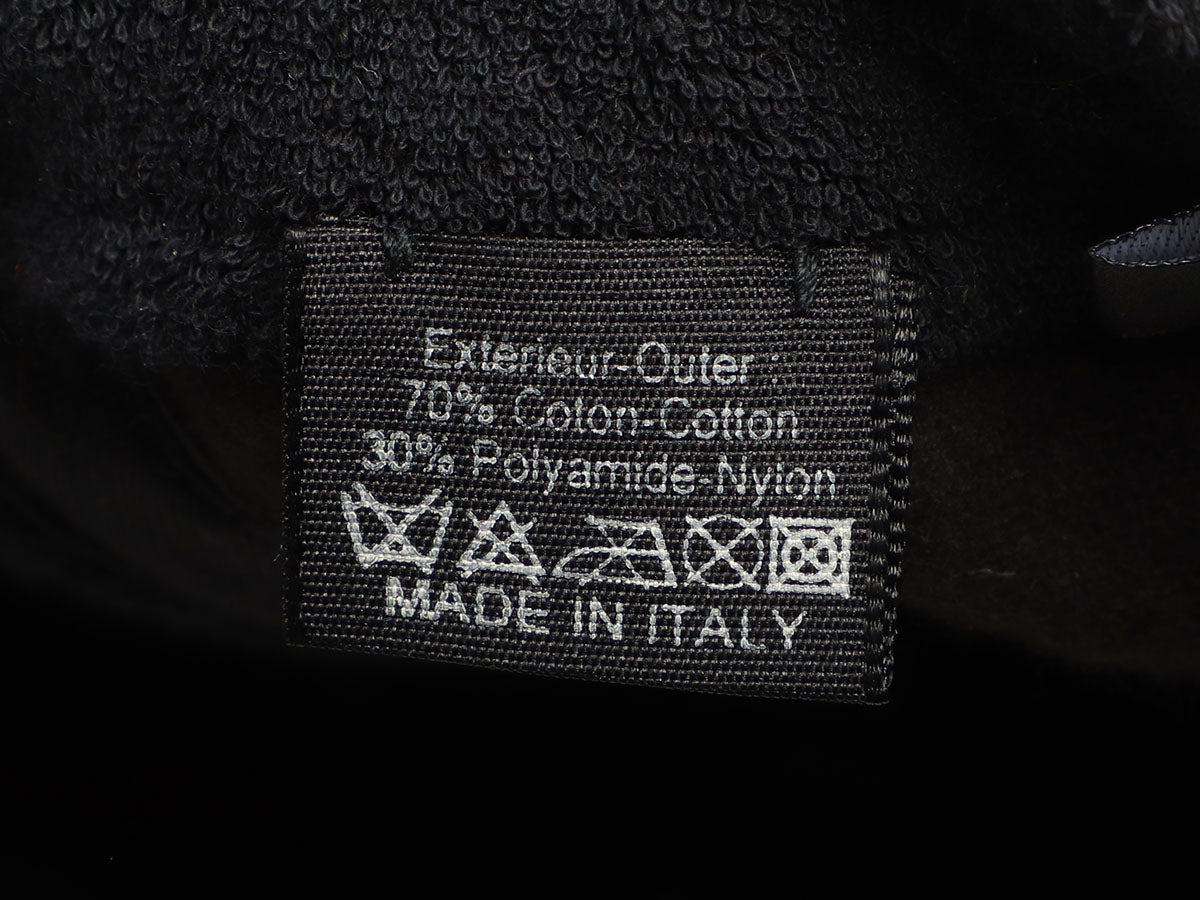 Exterieur-Outer :
70% Coton-Cotton
30% Polyamide-Nylon
MADE IN ITALY